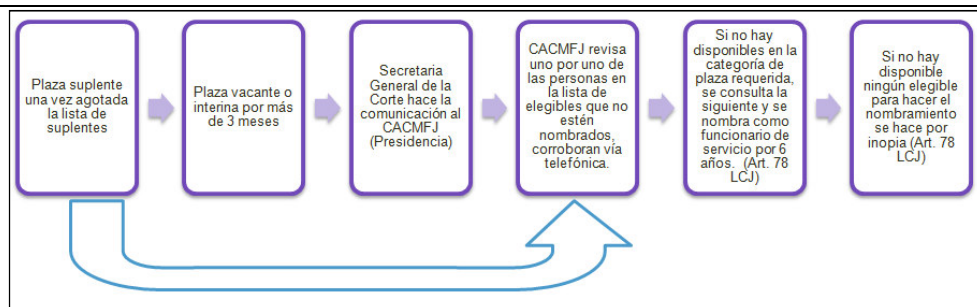 Plaza suplente
una vez agotada
la lista de
suplentes
Plaza vacante o
interina por más
de 3 meses
Secretaria
General de la
Corte hace la
comunicación al
CACMFJ
(Presidencia)
CACMFJ revisa
uno por uno de
las personas en
la lista de
elegibles que no
estén
nombrados,
corroboran vía
telefónica.
Si no hay
disponibles en la
categoría de
plaza requerida,
se consulta la
siguiente y se
nombra como
funcionario de
servicio por 6
años. (Art. 78
LCJ)
Si no hay
disponible
ningún elegible
para hacer el
nombramiento
se hace por
inopia (Art. 78
LCJ)